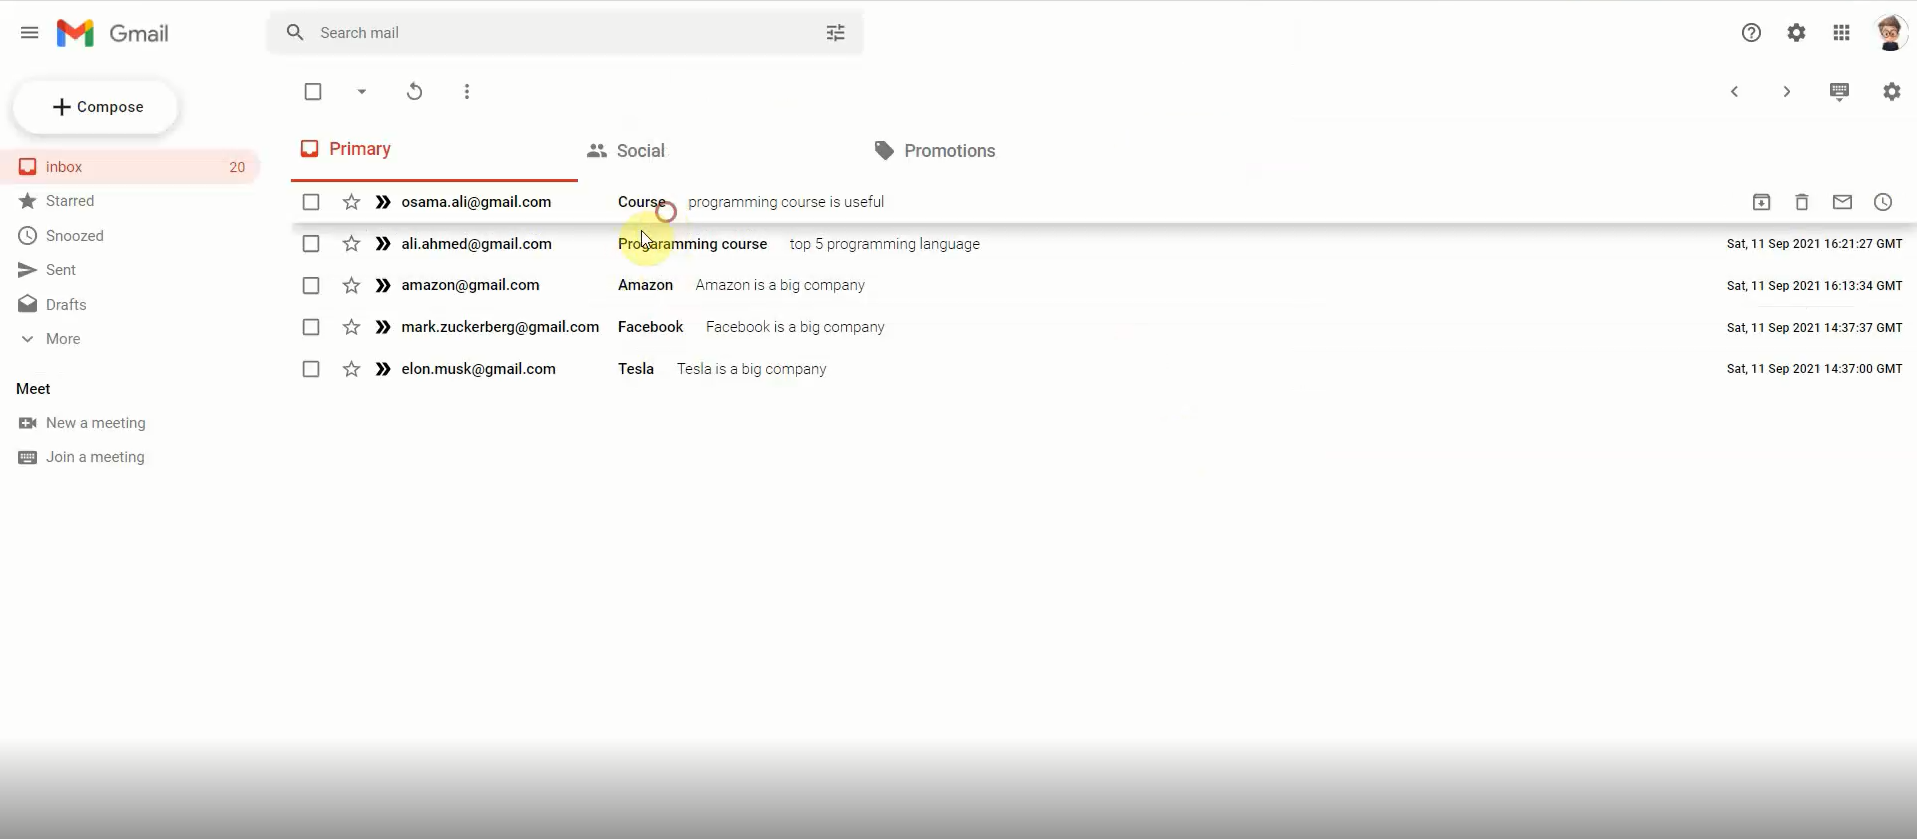 Gmail
Search mail
Compose
inbox 20
Starred
Snoozed
Sent
Drafts
More
Meet
New a meeting
Join a meeting
Primary Social Promotions
osama.ali@gmail.com Course programming course is useful
ali.ahmed@gmail.com Progaramming course top 5 programming language Sat, 11 Sep 2021 16:21:27 GMT
amazon@gmail.com Amazon Amazon is a big company Sat, 11 Sep 2021 16:13:34 GMT
mark.zuckerberg@gmail.com Facebook Facebook is a big company Sat, 11 Sep 2021 14:37:37 GMT
elon.musk@gmail.com Tesla Tesla is a big company Sat, 11 Sep 2021 14:37:00 GMT